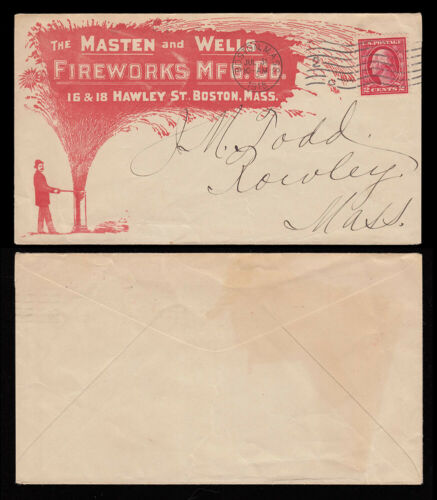 THE MASTEN AND WELLS
FIREWORKS MFG. CO.
16 & 18 HAWLEY ST. BOSTON, MASS.
U.S. POSTAGE
2 CENTS 2
J. M. Todd.
Rowley
Mass.